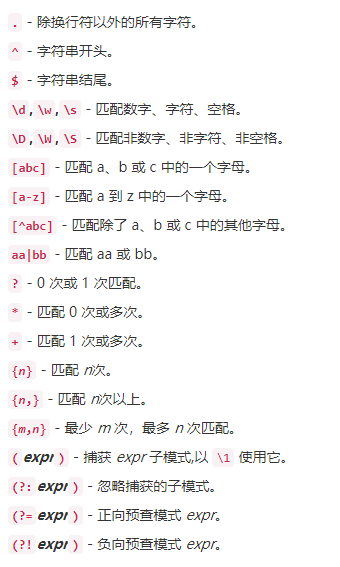 . - 除换行符以外的所有字符。
^ - 字符串开头。
$ - 字符串结尾。
\d,\w,\s - 匹配数字、字符、空格。
\D,\W,\S - 匹配非数字、非字符、非空格。
[abc] - 匹配 a、b 或 c 中的一个字母。
[a-z] - 匹配 a 到 z 中的一个字母。
[^abc] - 匹配除了 a、b 或 c 中的其他字母。
aa|bb - 匹配 aa 或 bb。
? - 0 次或 1 次匹配。
* - 匹配 0 次或多次。
+ - 匹配 1 次或多次。
{n} - 匹配 n次。
{n,} - 匹配 n次以上。
{m,n} - 最少 m 次，最多 n 次匹配。
( expr ) - 捕获 expr 子模式,以 \1 使用它。
(?: expr ) - 忽略捕获的子模式。
(?= expr ) - 正向预查模式 expr。
(?! expr ) - 负向预查模式 expr。